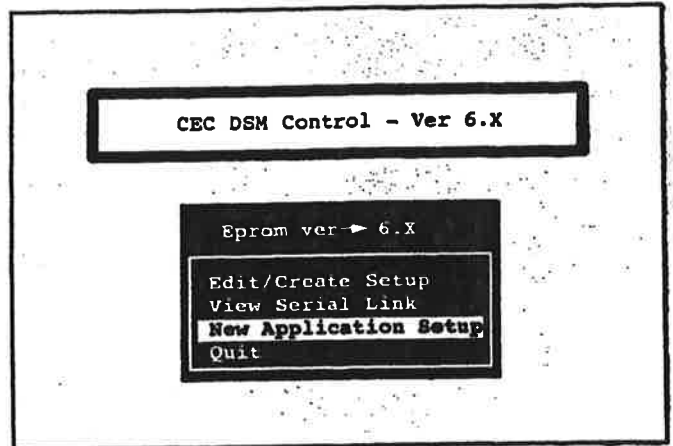 CEC DSM Control - Ver 6.X
Eprom ver→ 6.X
Edit/Create Setup
View Serial Link
New Application Setup
Quit